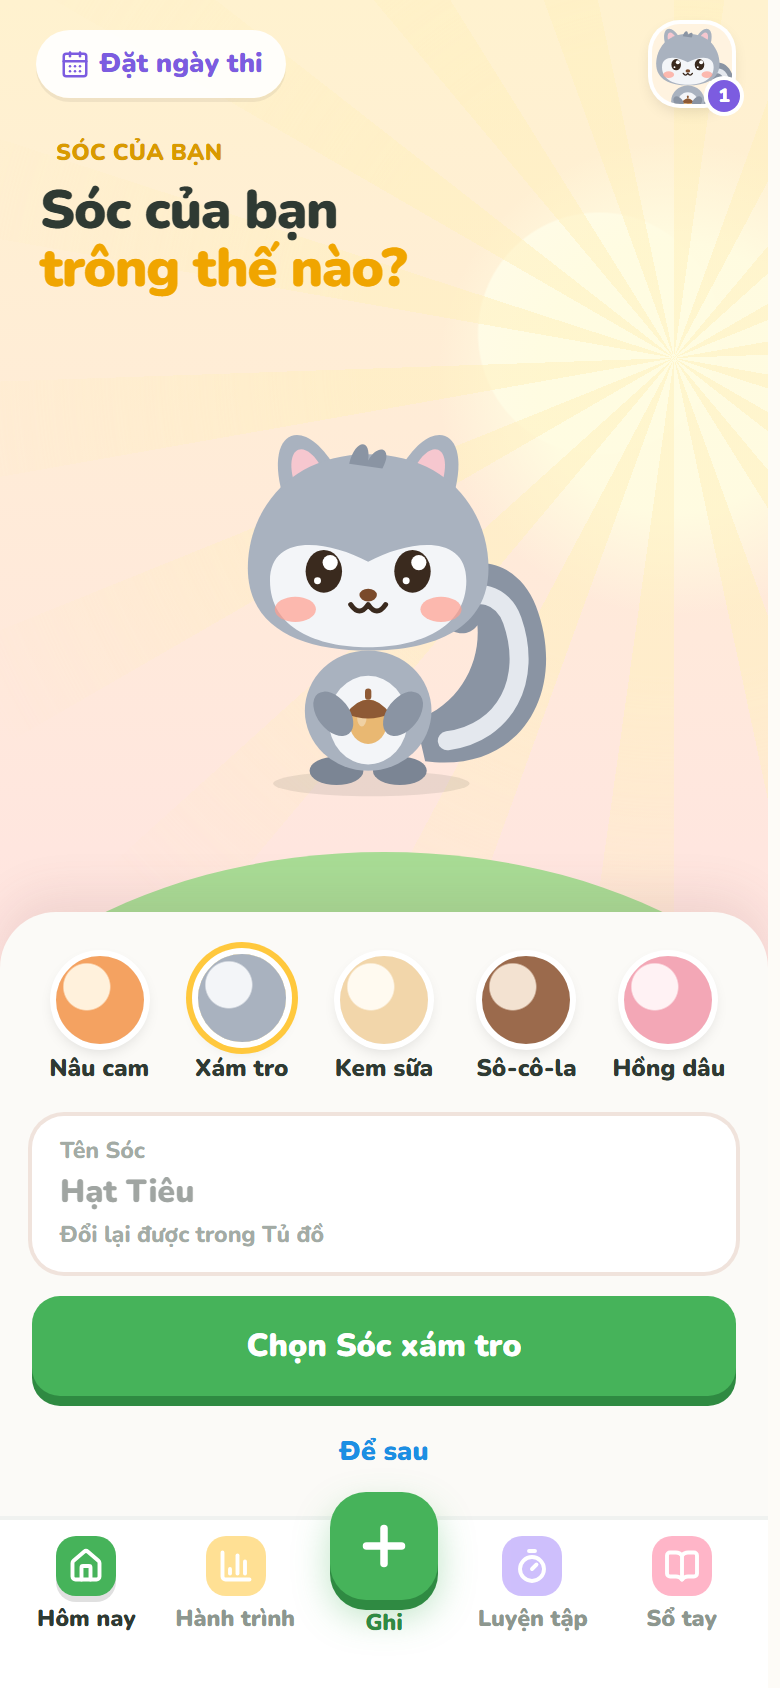 Đặt ngày thi
1
SÓC CỦA BẠN
Sóc của bạn
trông thế nào?
Nâu cam
Xám tro
Kem sữa
Sô-cô-la
Hồng dâu
Tên Sóc
Hạt Tiêu
Đổi lại được trong Tủ đồ
Chọn Sóc xám tro
Để sau
Hôm nay
Hành trình
Ghi
Luyện tập
Sổ tay